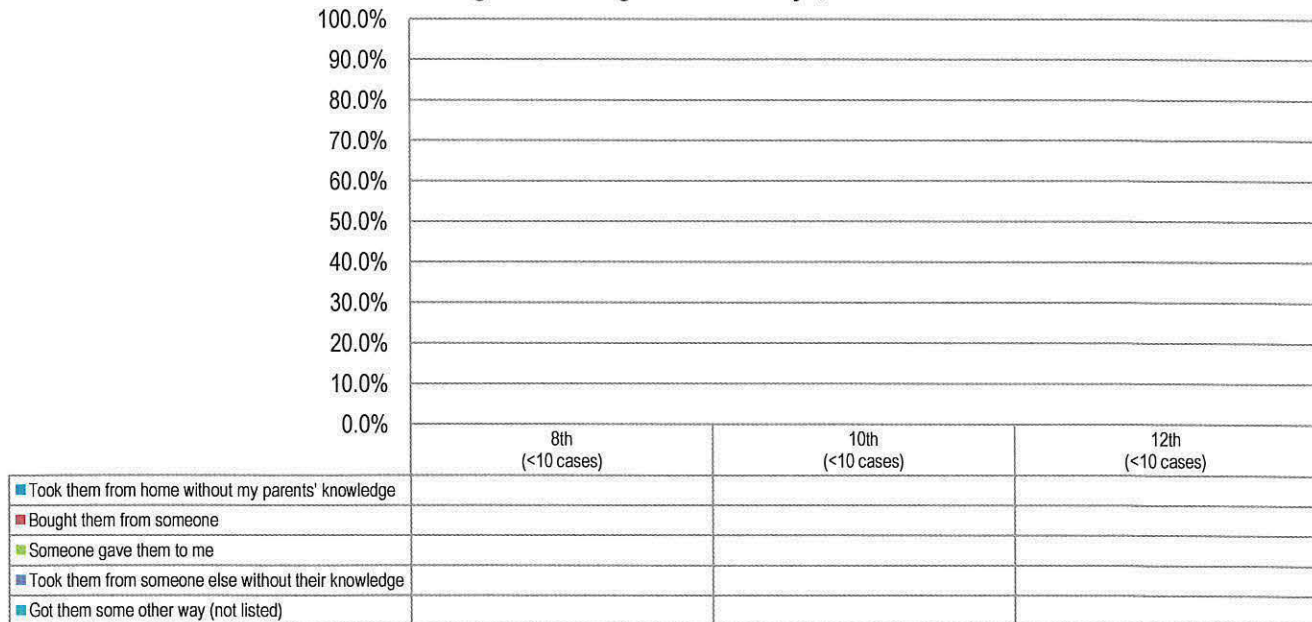 100.0%
90.0%
80.0%
70.0%
60.0%
50.0%
40.0%
30.0%
20.0%
10.0%
0.0%
8th
(<10 cases)
10th
(<10 cases)
12th
(<10 cases)
Took them from home without my parents' knowledge
Bought them from someone
Someone gave them to me
Took them from someone else without their knowledge
Got them some other way (not listed)